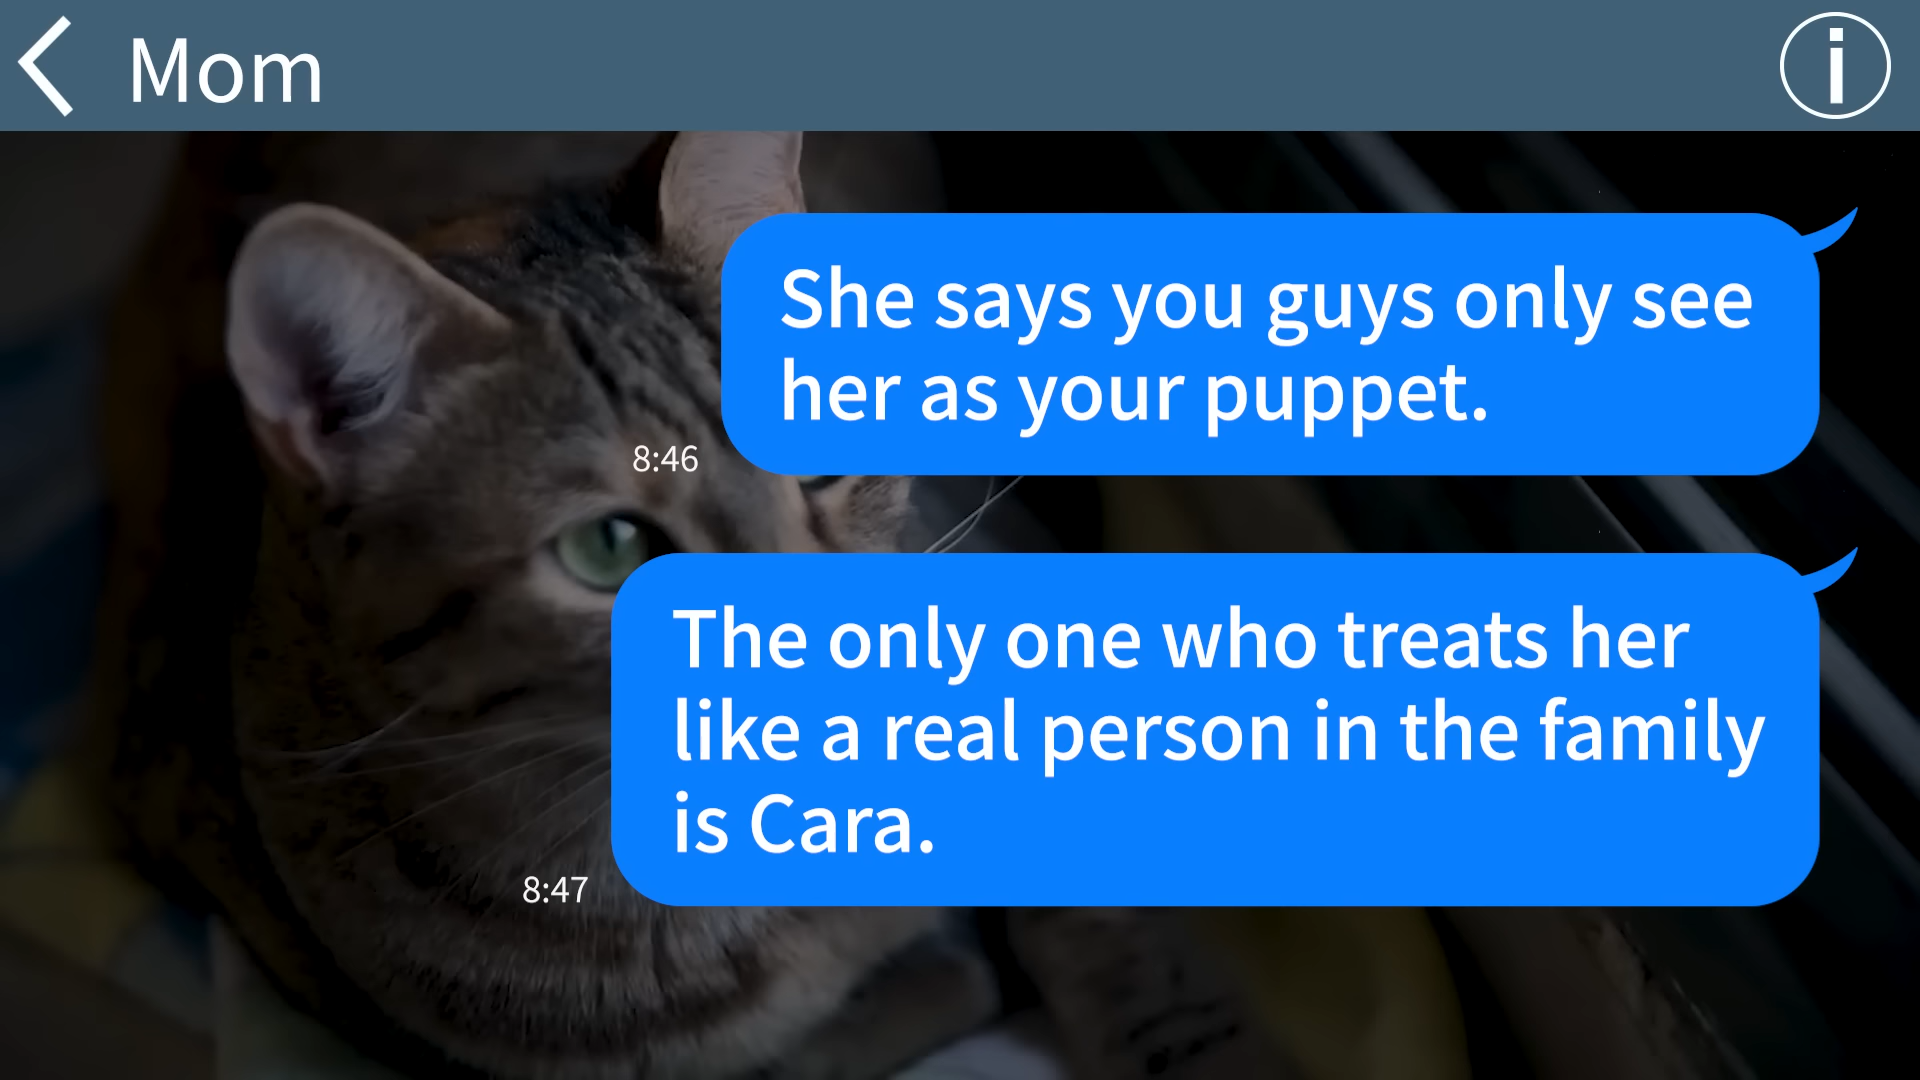 Mom
i
She says you guys only see
her as your puppet.
8:46
The only one who treats her
like a real person in the family
is Cara.
8:47